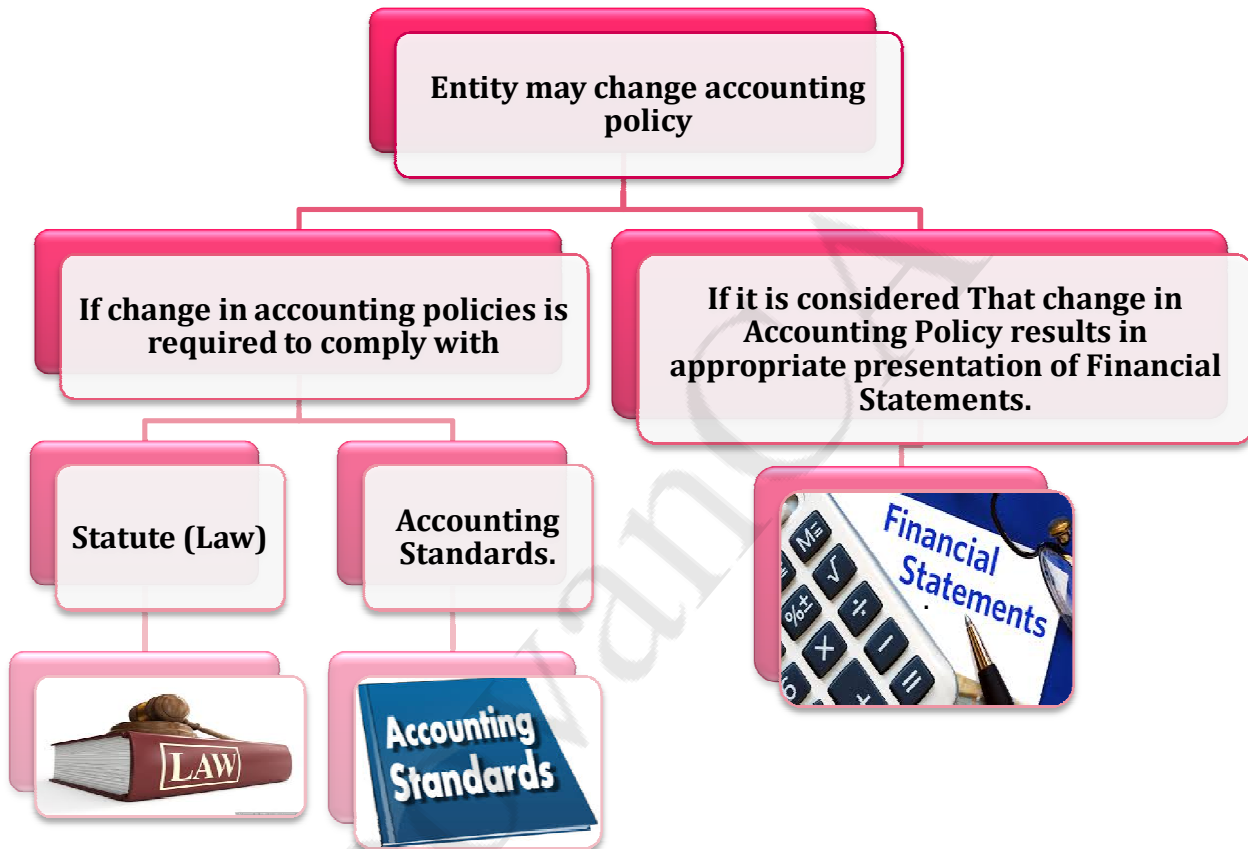 Entity may change accounting
policy
If change in accounting policies is
required to comply with
If it is considered That change in
Accounting Policy results in
appropriate presentation of Financial
Statements.
Statute (Law)
Accounting
Standards.
LAW
Accounting
Standards
Financial
Statements
M=
√
%±
÷
×
−
+
=